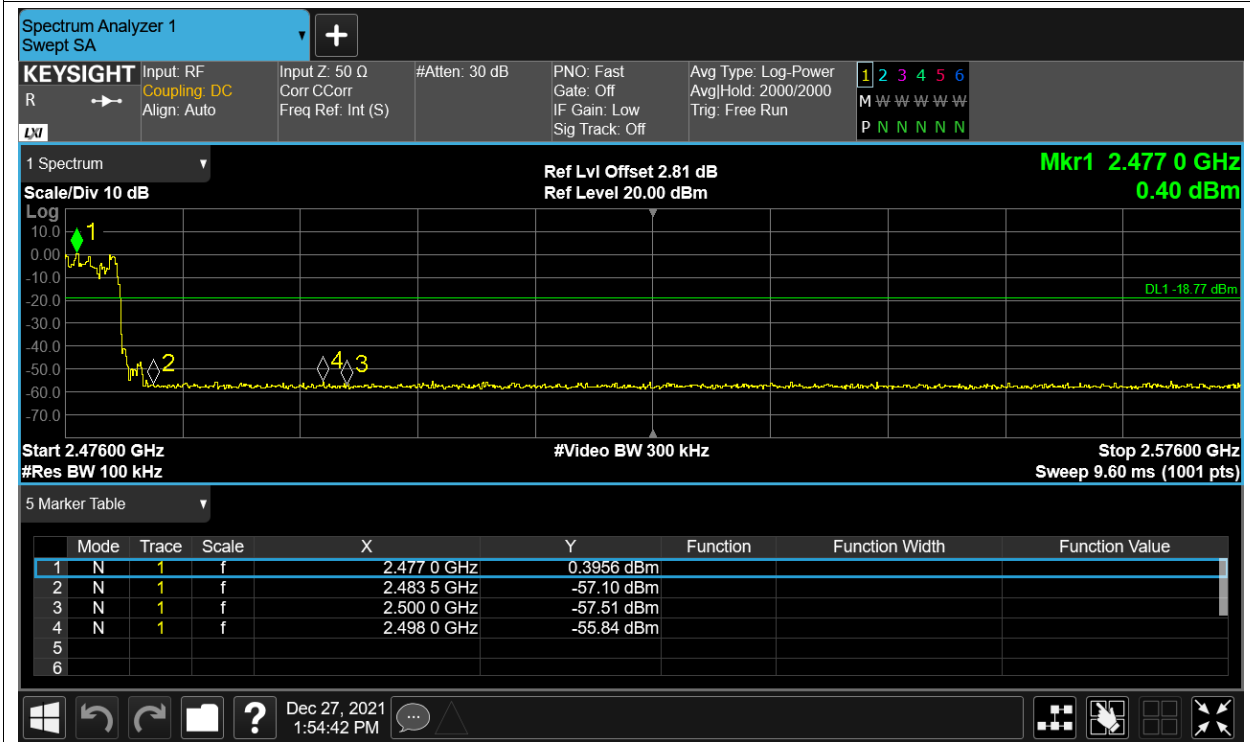 Spectrum Analyzer 1
Swept SA
+
KEYSIGHT Input: RF Input Z: 50 Ω #Atten: 30 dB PNO: Fast Avg Type: Log-Power 1 2 3 4 5 6
R Coupling: DC Corr CCorr Gate: Off Avg|Hold: 2000/2000 M W W W W W
Align: Auto Freq Ref: Int (S) IF Gain: Low Trig: Free Run
LXI Sig Track: Off P N N N N N
1 Spectrum Ref Lvl Offset 2.81 dB Mkr1 2.477 0 GHz
Scale/Div 10 dB Ref Level 20.00 dBm 0.40 dBm
Log
10.0 1
0.00
-10.0
DL1 -18.77 dBm
-20.0
-30.0
-40.0
2 4 3
-50.0
-60.0
-70.0
Start 2.47600 GHz #Video BW 300 kHz Stop 2.57600 GHz
#Res BW 100 kHz Sweep 9.60 ms (1001 pts)
5 Marker Table
Mode Trace Scale X Y Function Function Width Function Value
1 N 1 f 2.477 0 GHz 0.3956 dBm
2 N 1 f 2.483 5 GHz -57.10 dBm
3 N 1 f 2.500 0 GHz -57.51 dBm
4 N 1 f 2.498 0 GHz -55.84 dBm
5
6
? Dec 27, 2021
1:54:42 PM